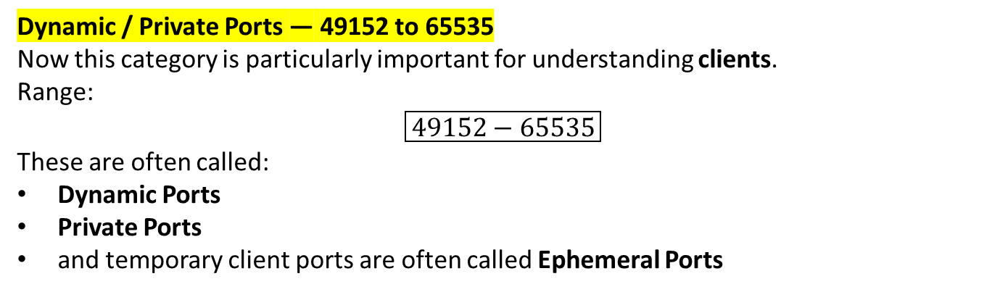 Dynamic / Private Ports — 49152 to 65535
Now this category is particularly important for understanding clients.
Range:
49152 − 65535
These are often called:
• Dynamic Ports
• Private Ports
• and temporary client ports are often called Ephemeral Ports